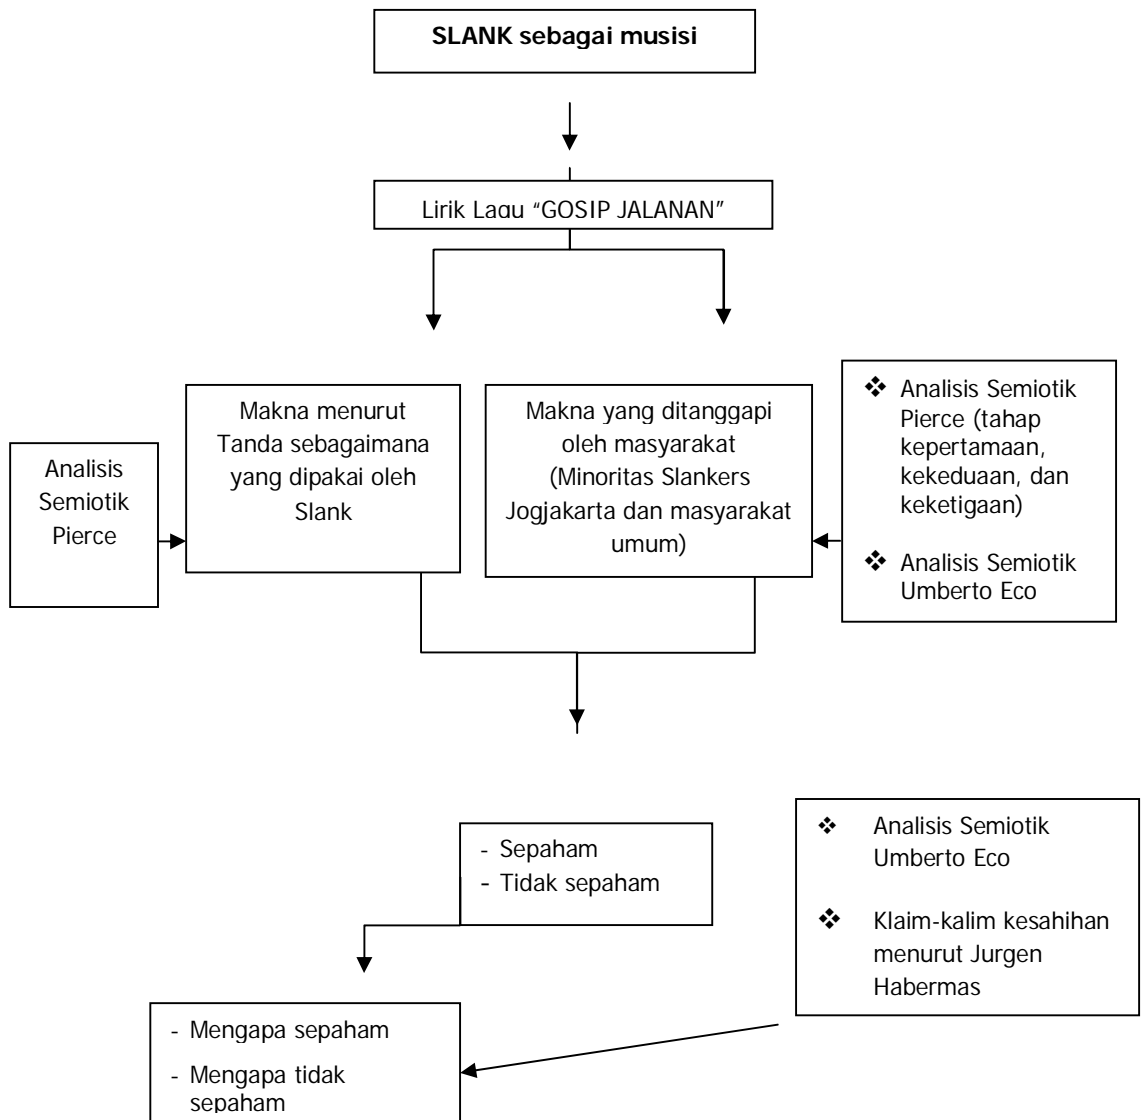 SLANK sebagai musisi
Lirik Lagu “GOSIP JALANAN”
Analisis
Semiotik
Pierce
Makna menurut
Tanda sebagaimana
yang dipakai oleh
Slank
Makna yang ditanggapi
oleh masyarakat
(Minoritas Slankers
Jogjakarta dan masyarakat
umum)
❖ Analisis Semiotik
Pierce (tahap
kepertamaan,
kekeduaan, dan
keketigaan)
❖ Analisis Semiotik
Umberto Eco
- Sepaham
- Tidak sepaham
❖ Analisis Semiotik
Umberto Eco
❖ Klaim-kalim kesahihan
menurut Jurgen
Habermas
- Mengapa sepaham
- Mengapa tidak
sepaham